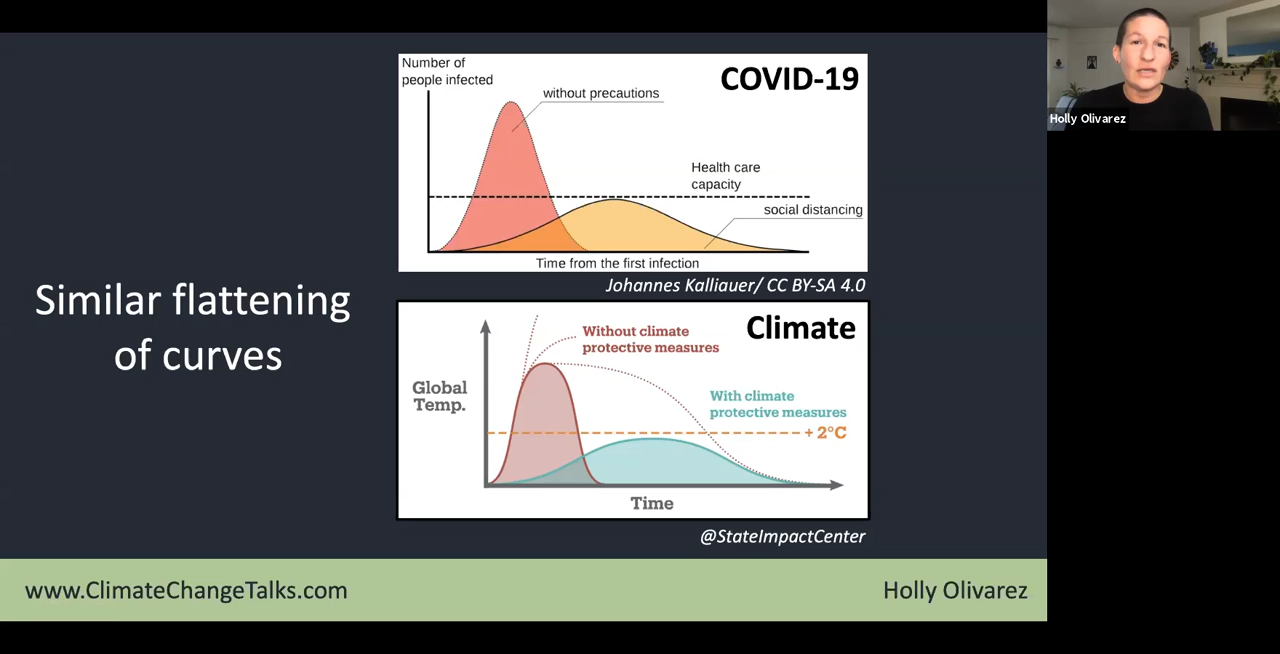 Similar flattening
of curves
Number of
people infected
COVID-19
without precautions
Health care
capacity
social distancing
Time from the first infection
Johannes Kalliauer/ CC BY-SA 4.0
Climate
Without climate
protective measures
Global
Temp.
With climate
protective measures
+ 2°C
Time
@StateImpactCenter
www.ClimateChangeTalks.com
Holly Olivarez
Holly Olivarez